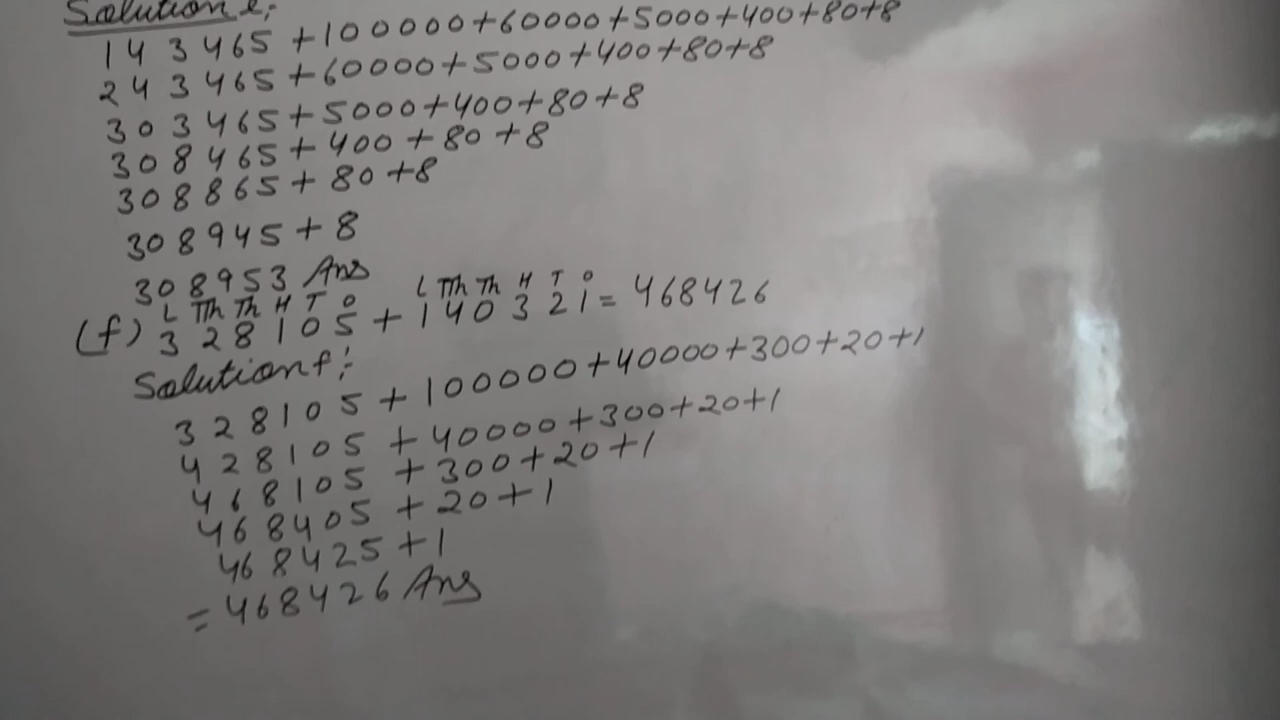 Solution e:
143465+100000+60000+5000+400+80+8
243465+60000+5000+400+80+8
303465+5000+400+80+8
308465+400+80+8
308865+80+8
308945+8
308953 Ans
L TTh Th H T O L TTh Th H T O
(f) 328105+140321=468426
Solution f:
328105+100000+40000+300+20+1
428105+40000+300+20+1
468105+300+20+1
468405+20+1
468425+1
=468426 Ans